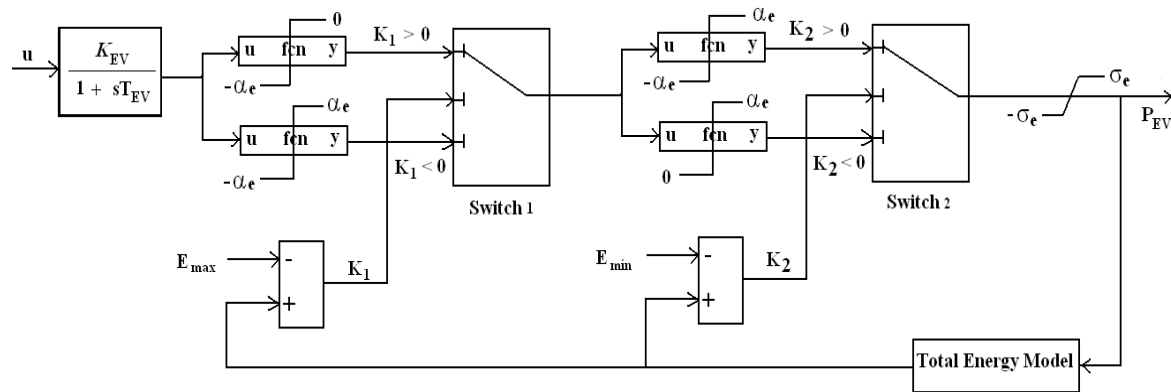 u
K_EV
1 + sT_EV
0
u fcn y
-α_e
K_1 > 0
α_e
u fcn y
-α_e
K_1 < 0
Switch 1
E_max
-
+
K_1
α_e
u fcn y
-α_e
K_2 > 0
α_e
u fcn y
0
K_2 < 0
Switch 2
E_min
-
+
K_2
σ_e
-σ_e
P_EV
Total Energy Model